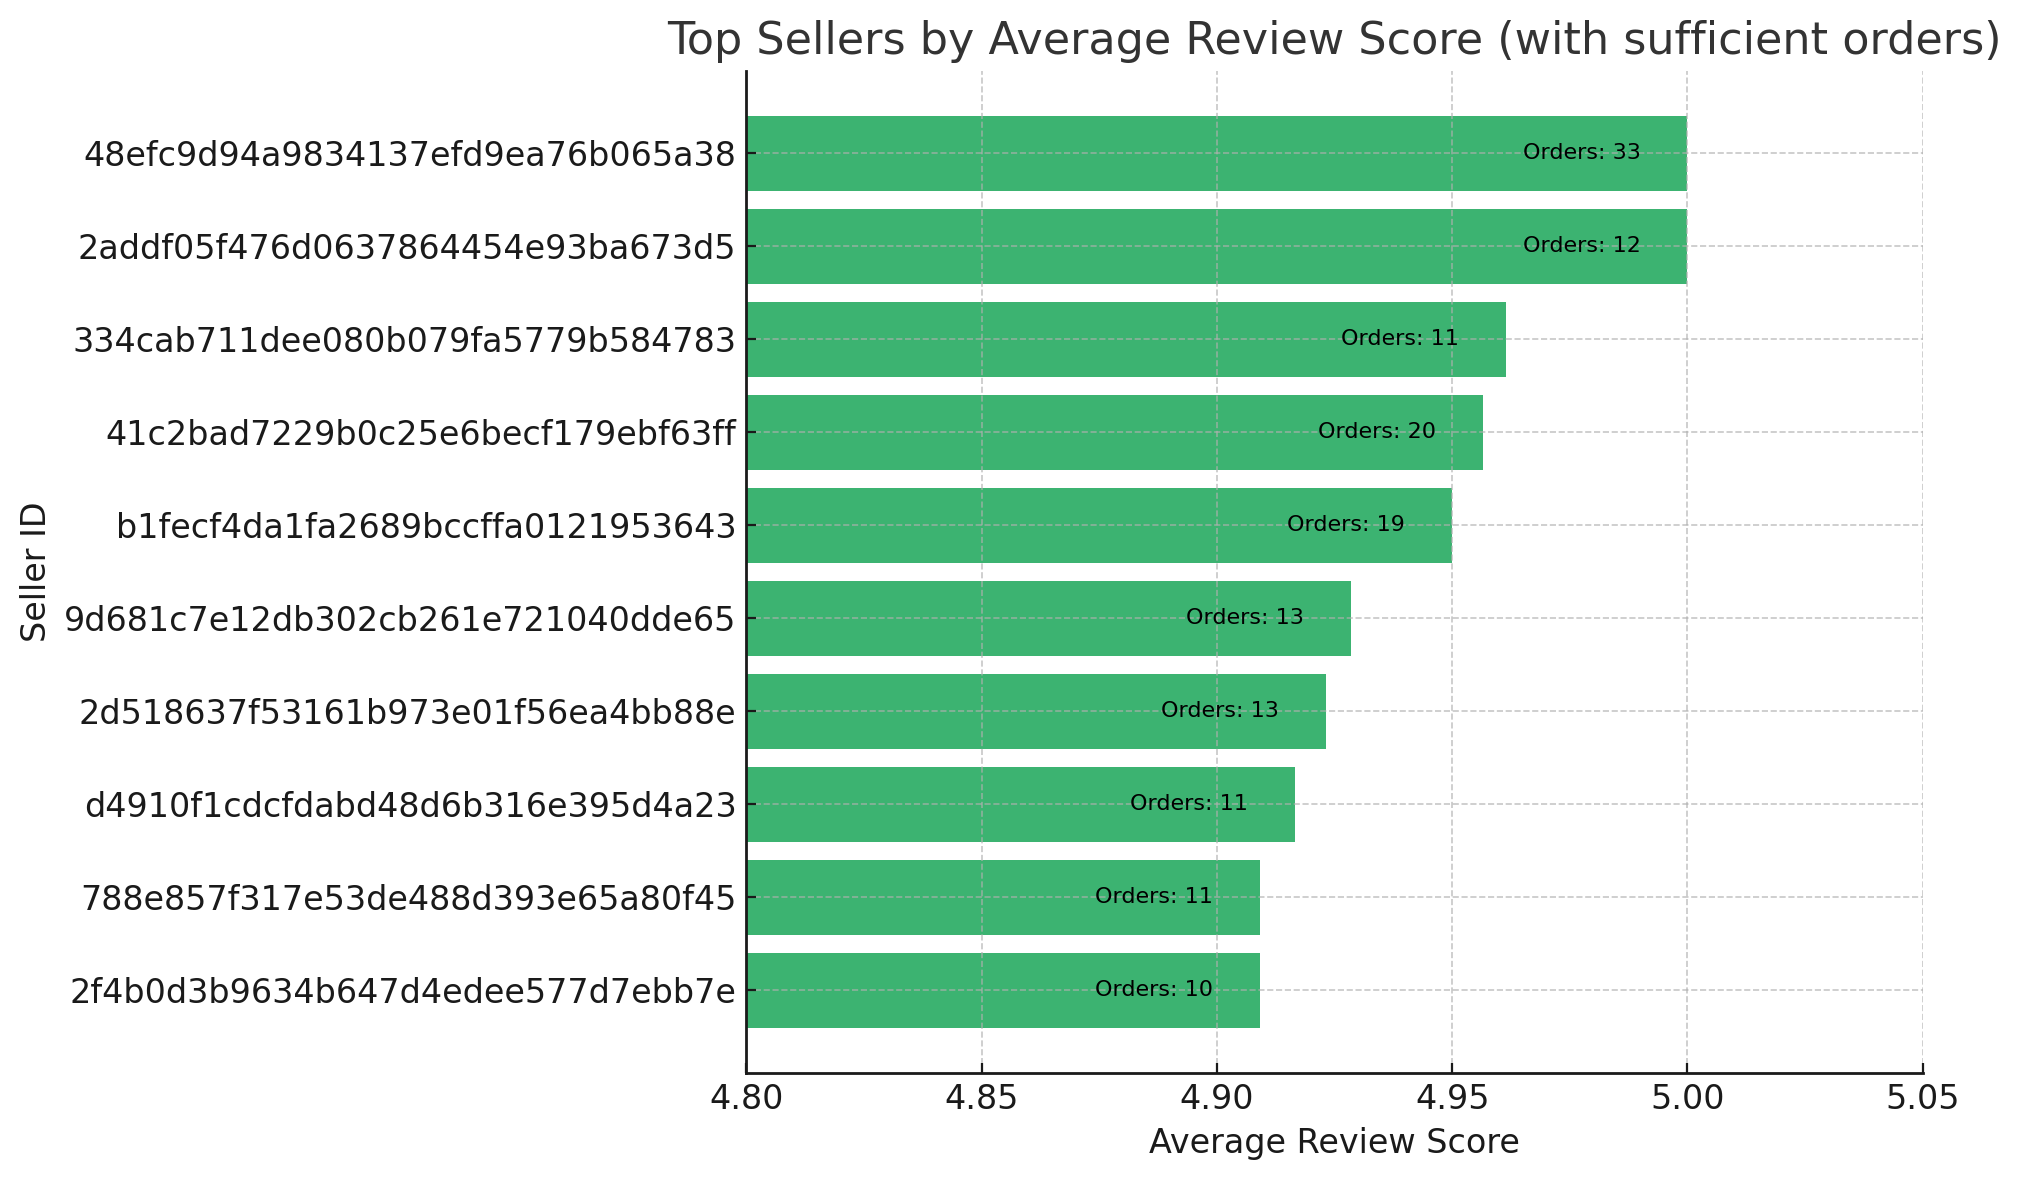 Top Sellers by Average Review Score (with sufficient orders)
Seller ID
48efc9d94a9834137efd9ea76b065a38 Orders: 33
2addf05f476d0637864454e93ba673d5 Orders: 12
334cab711dee080b079fa5779b584783 Orders: 11
41c2bad7229b0c25e6becf179ebf63ff Orders: 20
b1fecf4da1fa2689bccffa0121953643 Orders: 19
9d681c7e12db302cb261e721040dde65 Orders: 13
2d518637f53161b973e01f56ea4bb88e Orders: 13
d4910f1cdcfdabd48d6b316e395d4a23 Orders: 11
788e857f317e53de488d393e65a80f45 Orders: 11
2f4b0d3b9634b647d4edee577d7ebb7e Orders: 10
4.80 4.85 4.90 4.95 5.00 5.05
Average Review Score